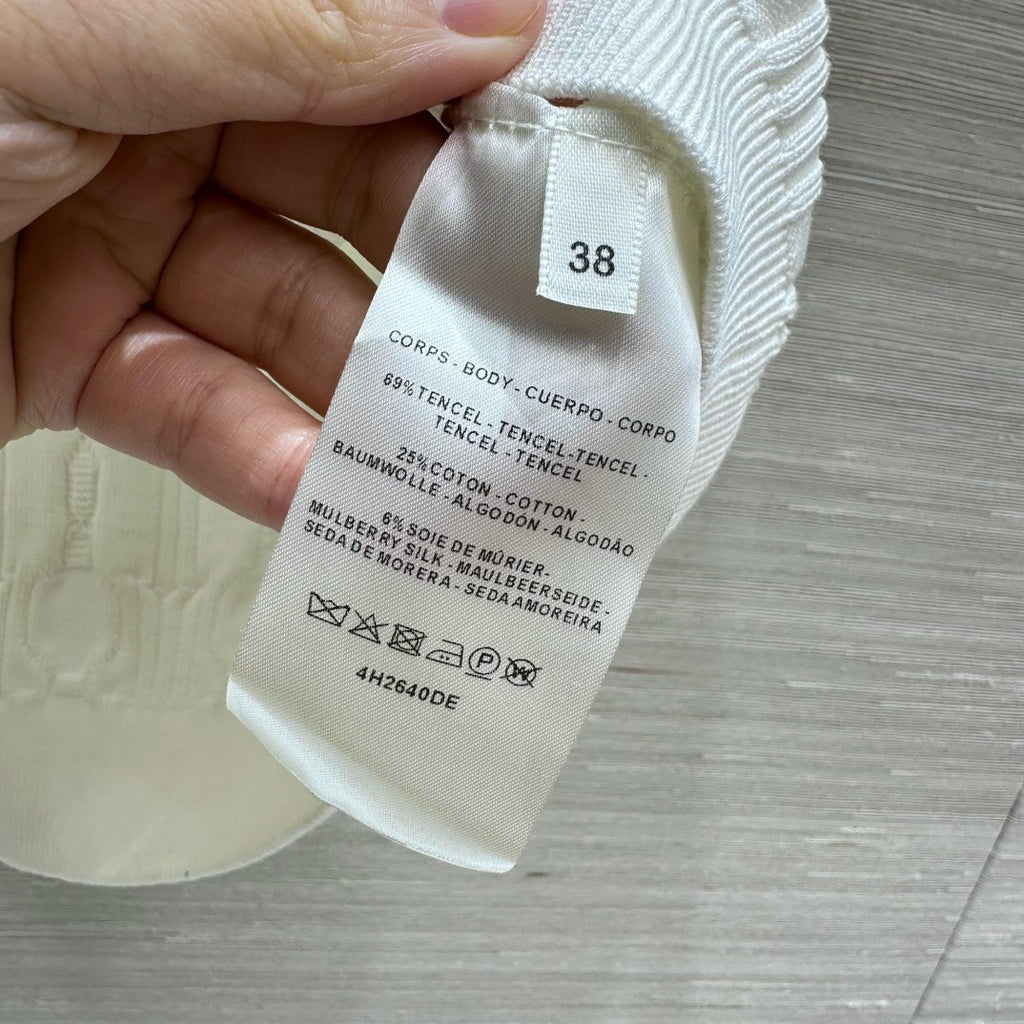 38
CORPS - BODY - CUERPO - CORPO
69% TENCEL - TENCEL - TENCEL -
TENCEL - TENCEL
25% COTON - COTTON -
BAUMWOLLE - ALGODÓN - ALGODÃO
6% SOIE DE MÛRIER-
MULBERRY SILK - MAULBEERSEIDE -
SEDA DE MORERA - SEDA AMOREIRA
P W
4H2640DE